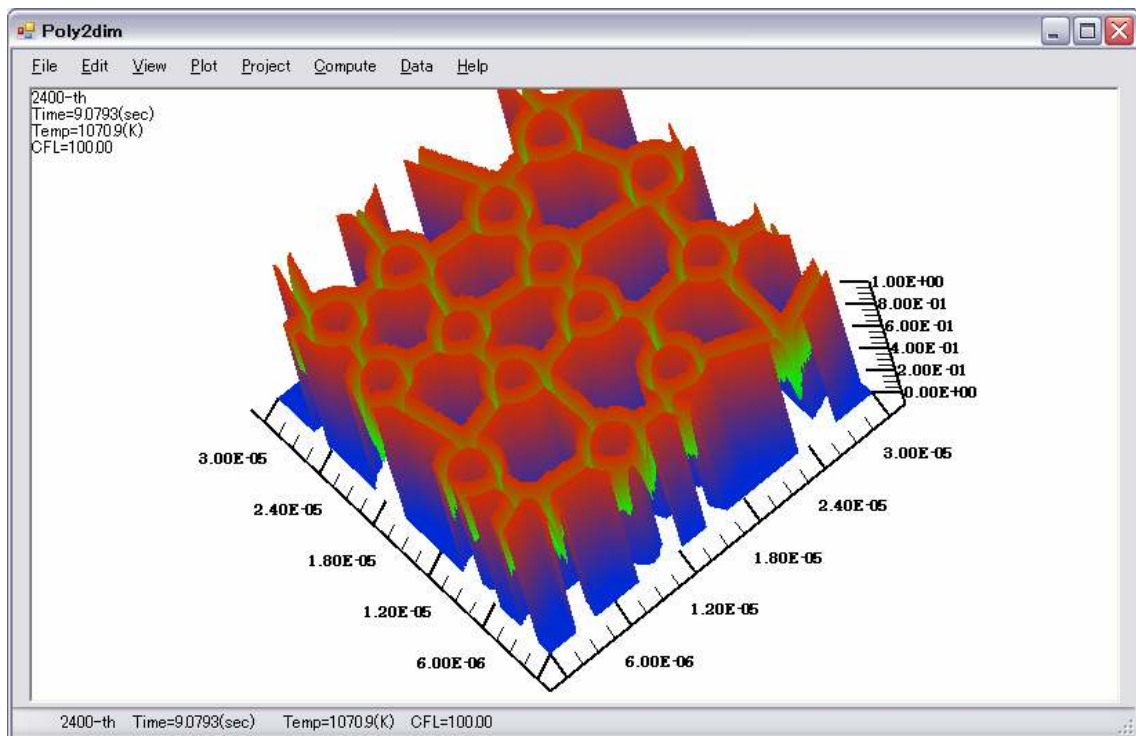 Poly2dim
File Edit View Plot Project Compute Data Help
2400-th
Time=9.0793(sec)
Temp=1070.9(K)
CFL=100.00
1.00E+00
8.00E-01
6.00E-01
4.00E-01
2.00E-01
0.00E+00
3.00E-05
2.40E-05
1.80E-05
1.20E-05
6.00E-06
3.00E-05
2.40E-05
1.80E-05
1.20E-05
6.00E-06
2400-th Time=9.0793(sec) Temp=1070.9(K) CFL=100.00